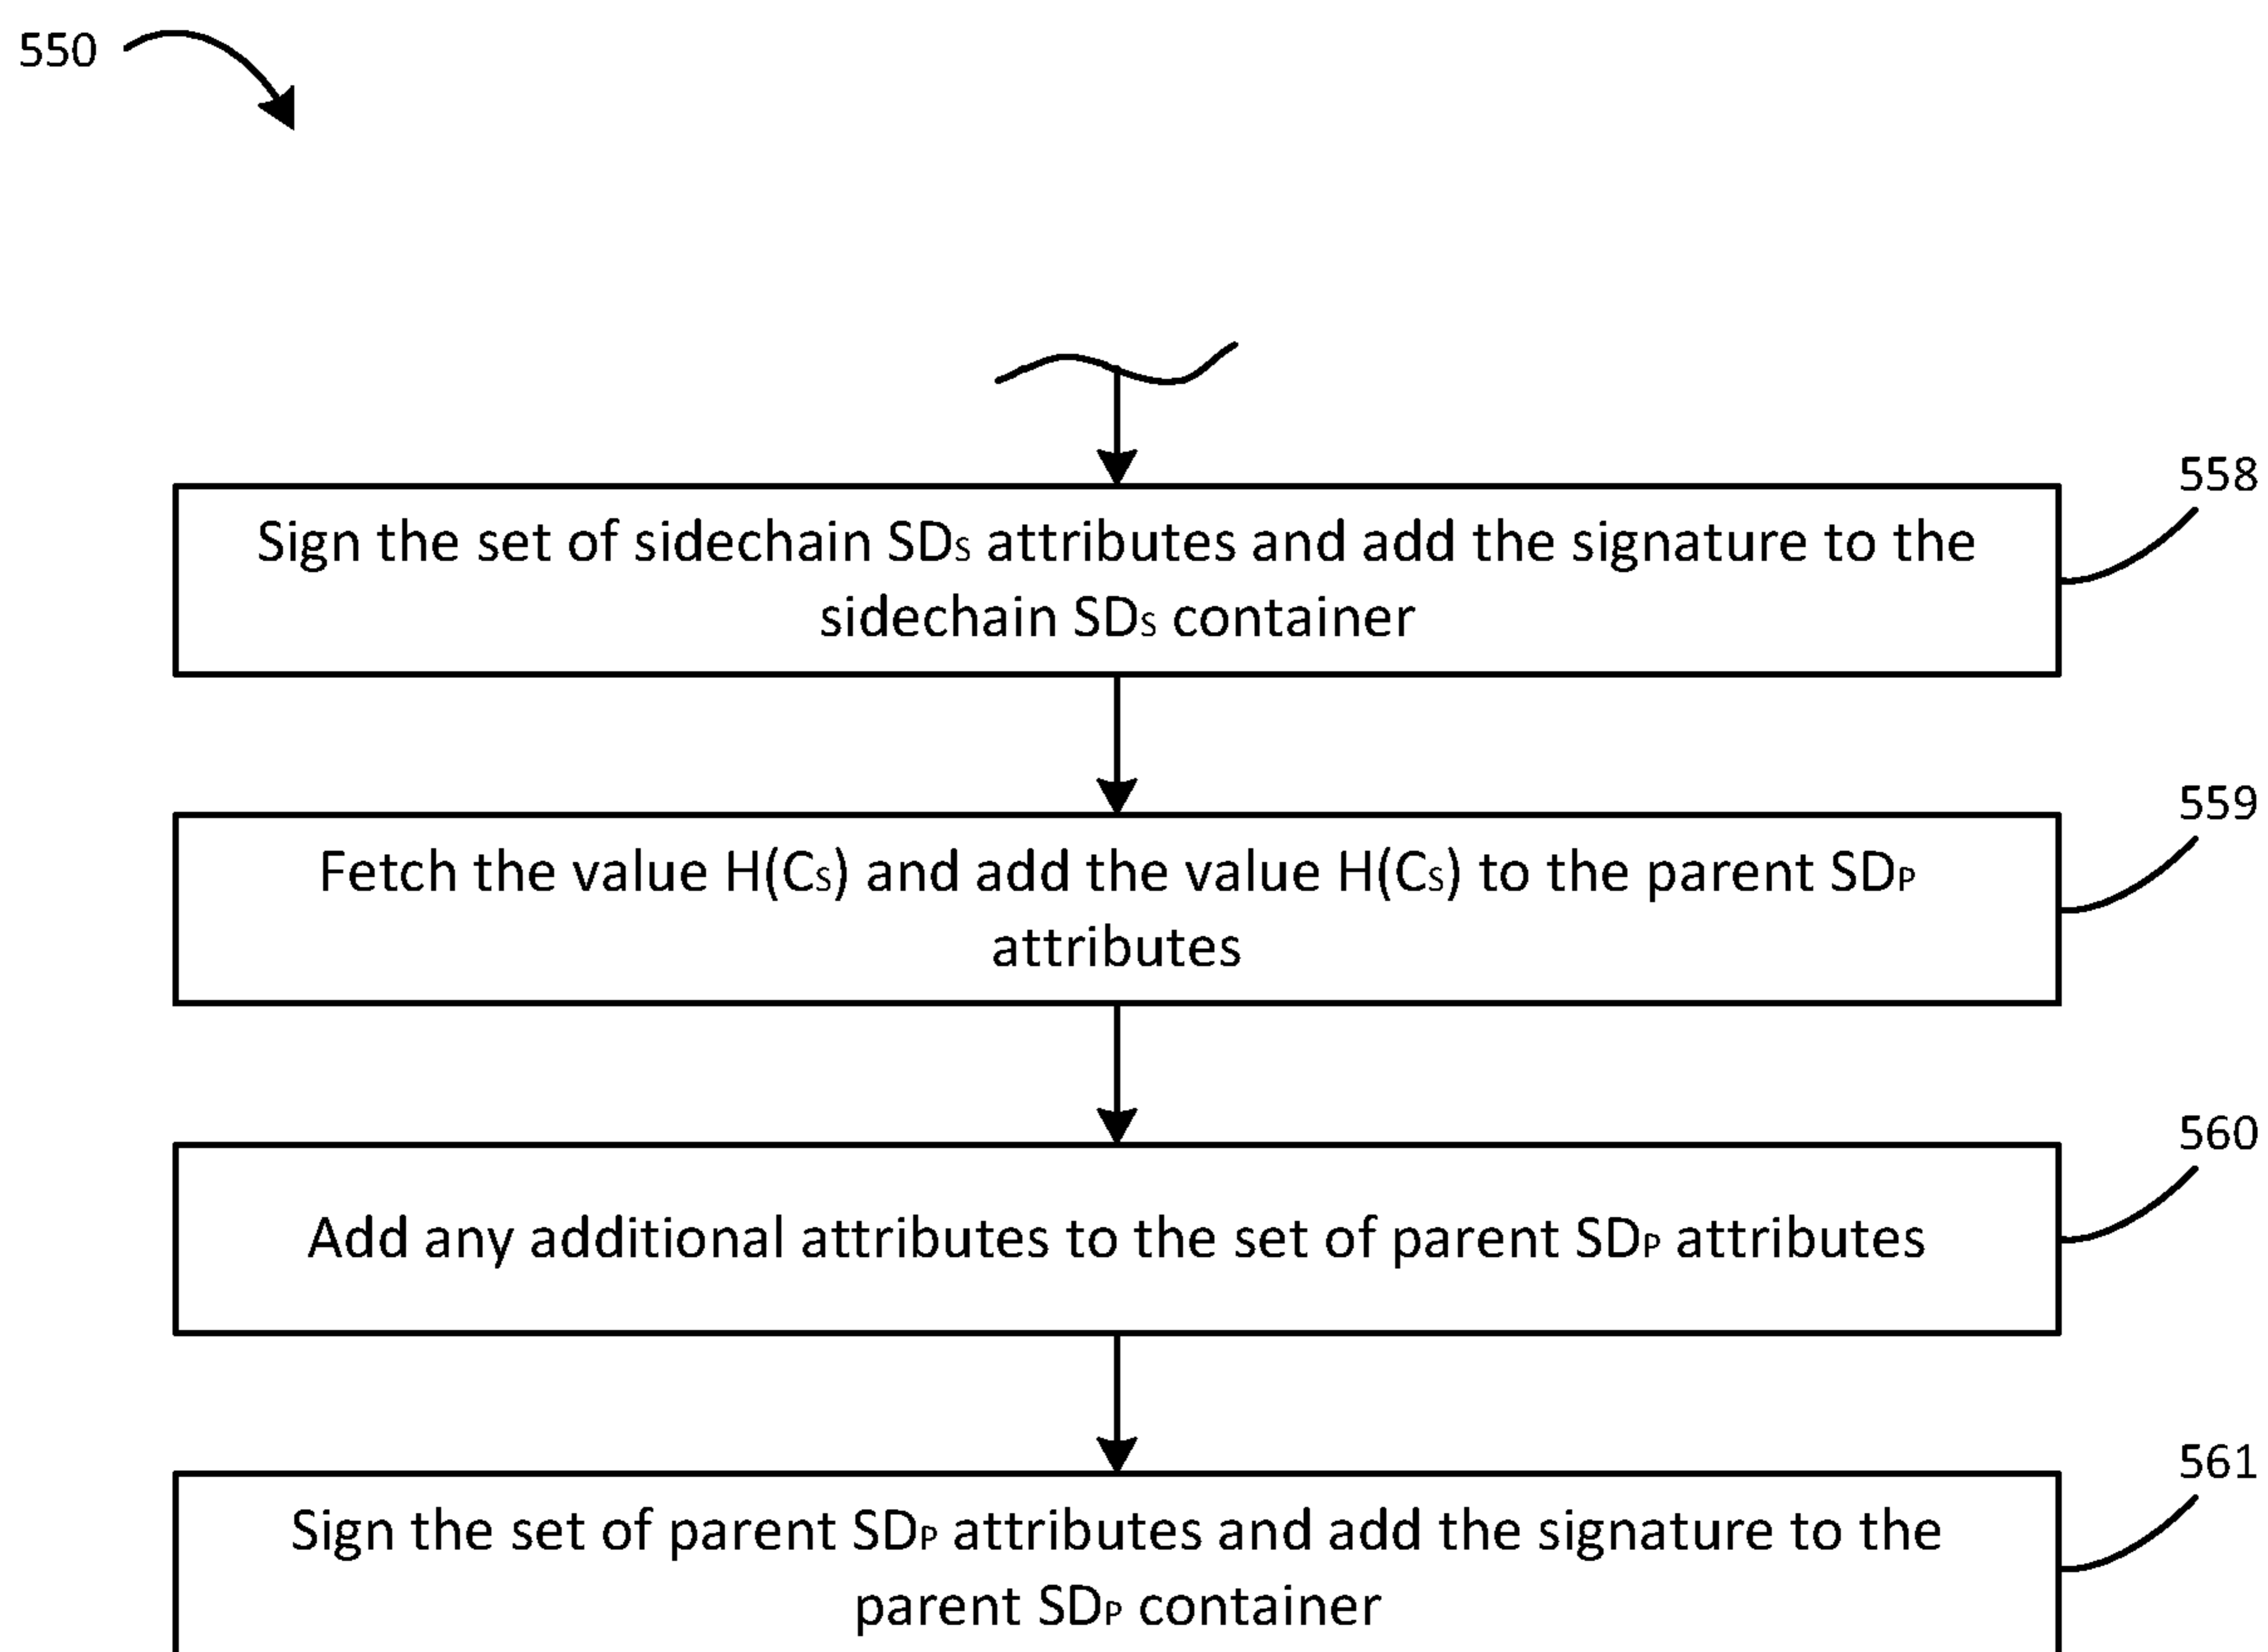 550
558
Sign the set of sidechain SDS attributes and add the signature to the
sidechain SDS container
559
Fetch the value H(CS) and add the value H(CS) to the parent SDP
attributes
560
Add any additional attributes to the set of parent SDP attributes
561
Sign the set of parent SDP attributes and add the signature to the
parent SDP container